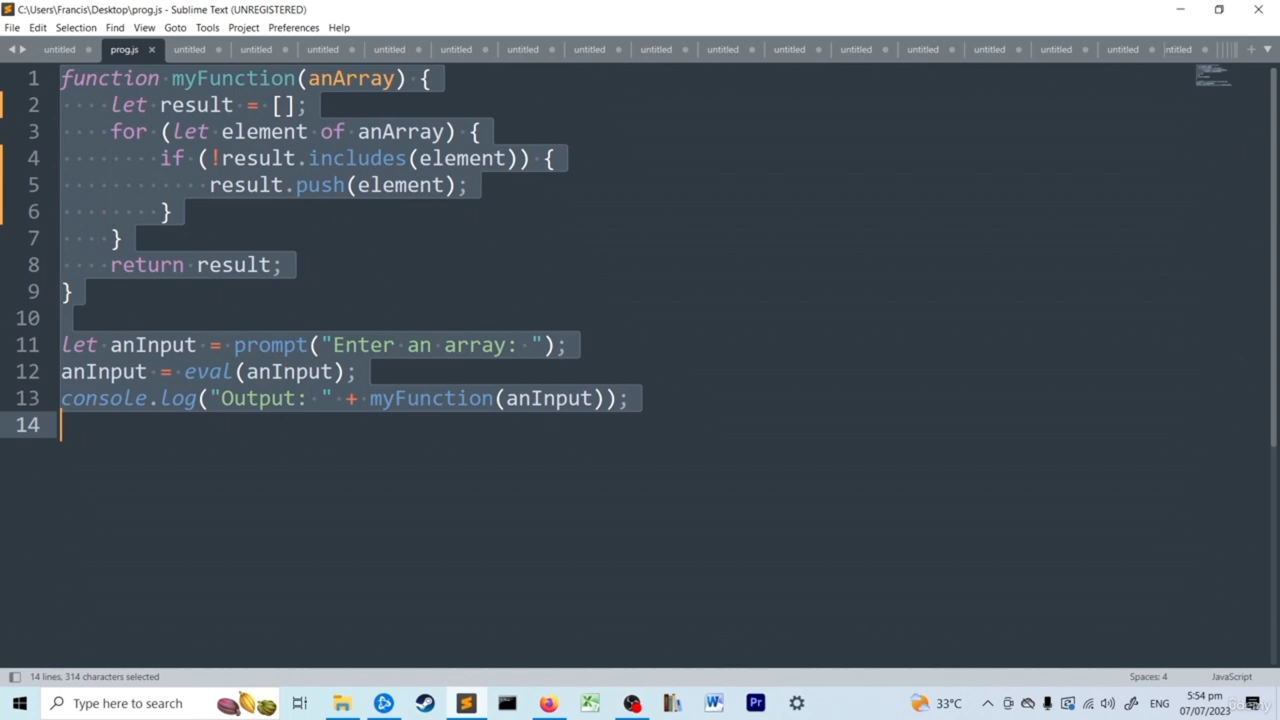 C:\Users\Francis\Desktop\prog.js - Sublime Text (UNREGISTERED)
File Edit Selection Find View Goto Tools Project Preferences Help
untitled prog.js untitled untitled untitled untitled untitled untitled untitled untitled untitled untitled untitled untitled untitled untitled untitled ntitled
1 function myFunction(anArray) {
2 let result = [];
3 for (let element of anArray) {
4 if (!result.includes(element)) {
5 result.push(element);
6 }
7 }
8 return result;
9 }
10
11 let anInput = prompt("Enter an array: ");
12 anInput = eval(anInput);
13 console.log("Output: " + myFunction(anInput));
14
14 lines, 314 characters selected Spaces: 4 JavaScript
Type here to search 33°C ENG 5:54 pm
07/07/2023
Udemy